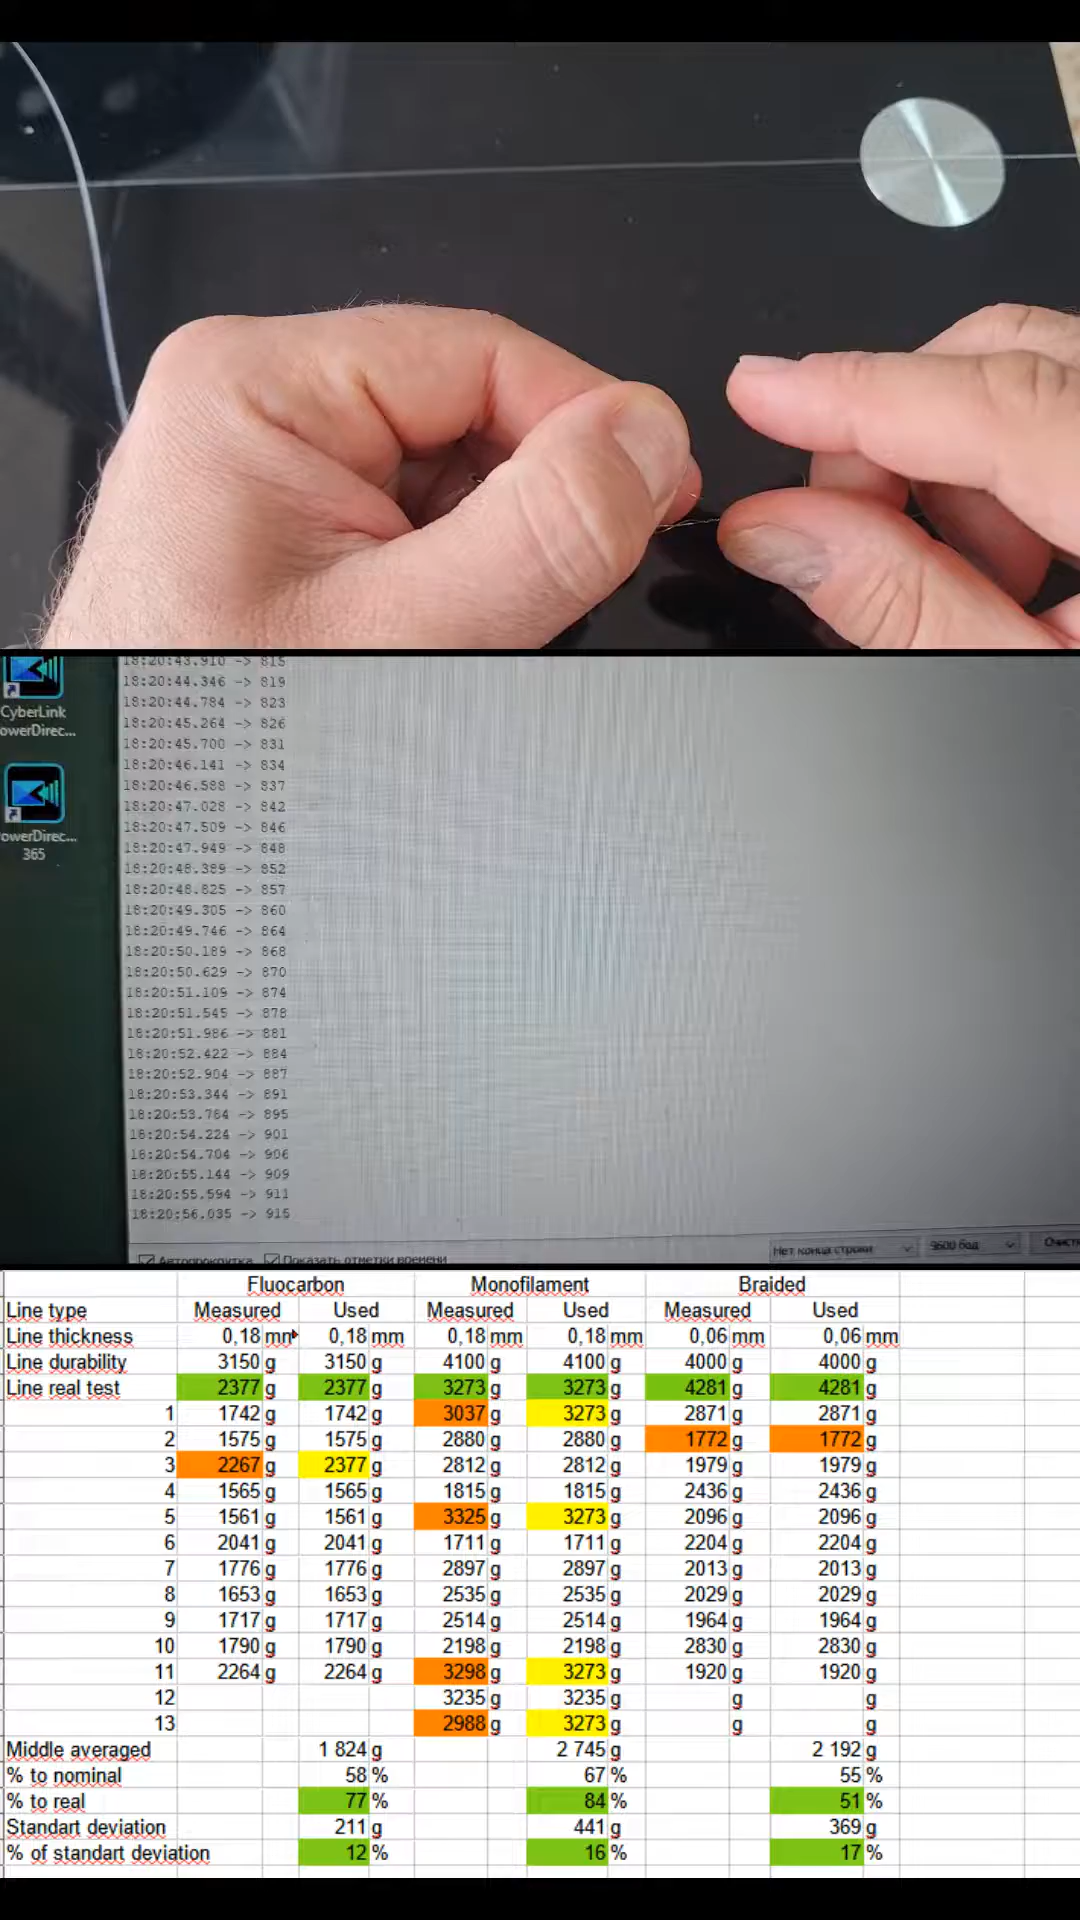 18:20:43.910 -> 815
18:20:44.346 -> 819
18:20:44.784 -> 823
18:20:45.264 -> 826
18:20:45.700 -> 831
18:20:46.141 -> 834
18:20:46.588 -> 837
18:20:47.028 -> 842
18:20:47.509 -> 846
18:20:47.949 -> 848
18:20:48.389 -> 852
18:20:48.825 -> 857
18:20:49.305 -> 860
18:20:49.746 -> 864
18:20:50.189 -> 868
18:20:50.629 -> 870
18:20:51.109 -> 874
18:20:51.545 -> 878
18:20:51.986 -> 881
18:20:52.422 -> 884
18:20:52.904 -> 887
18:20:53.344 -> 891
18:20:53.764 -> 895
18:20:54.224 -> 901
18:20:54.704 -> 906
18:20:55.144 -> 909
18:20:55.594 -> 911
18:20:56.035 -> 915
CyberLink
owerDirec...
owerDirec...
365
Автопрокрутка Показать отметки времени Нет конца строки 9600 бод
Fluocarbon Monofilament Braided
Line type Measured Used Measured Used Measured Used
Line thickness 0,18 mm 0,18 mm 0,18 mm 0,18 mm 0,06 mm 0,06 mm
Line durability 3150 g 3150 g 4100 g 4100 g 4000 g 4000 g
Line real test 2377 g 2377 g 3273 g 3273 g 4281 g 4281 g
1 1742 g 1742 g 3037 g 3273 g 2871 g 2871 g
2 1575 g 1575 g 2880 g 2880 g 1772 g 1772 g
3 2267 g 2377 g 2812 g 2812 g 1979 g 1979 g
4 1565 g 1565 g 1815 g 1815 g 2436 g 2436 g
5 1561 g 1561 g 3325 g 3273 g 2096 g 2096 g
6 2041 g 2041 g 1711 g 1711 g 2204 g 2204 g
7 1776 g 1776 g 2897 g 2897 g 2013 g 2013 g
8 1653 g 1653 g 2535 g 2535 g 2029 g 2029 g
9 1717 g 1717 g 2514 g 2514 g 1964 g 1964 g
10 1790 g 1790 g 2198 g 2198 g 2830 g 2830 g
11 2264 g 2264 g 3298 g 3273 g 1920 g 1920 g
12 3235 g 3235 g g g
13 2988 g 3273 g g g
Middle averaged 1 824 g 2 745 g 2 192 g
% to nominal 58 % 67 % 55 %
% to real 77 % 84 % 51 %
Standart deviation 211 g 441 g 369 g
% of standart deviation 12 % 16 % 17 %